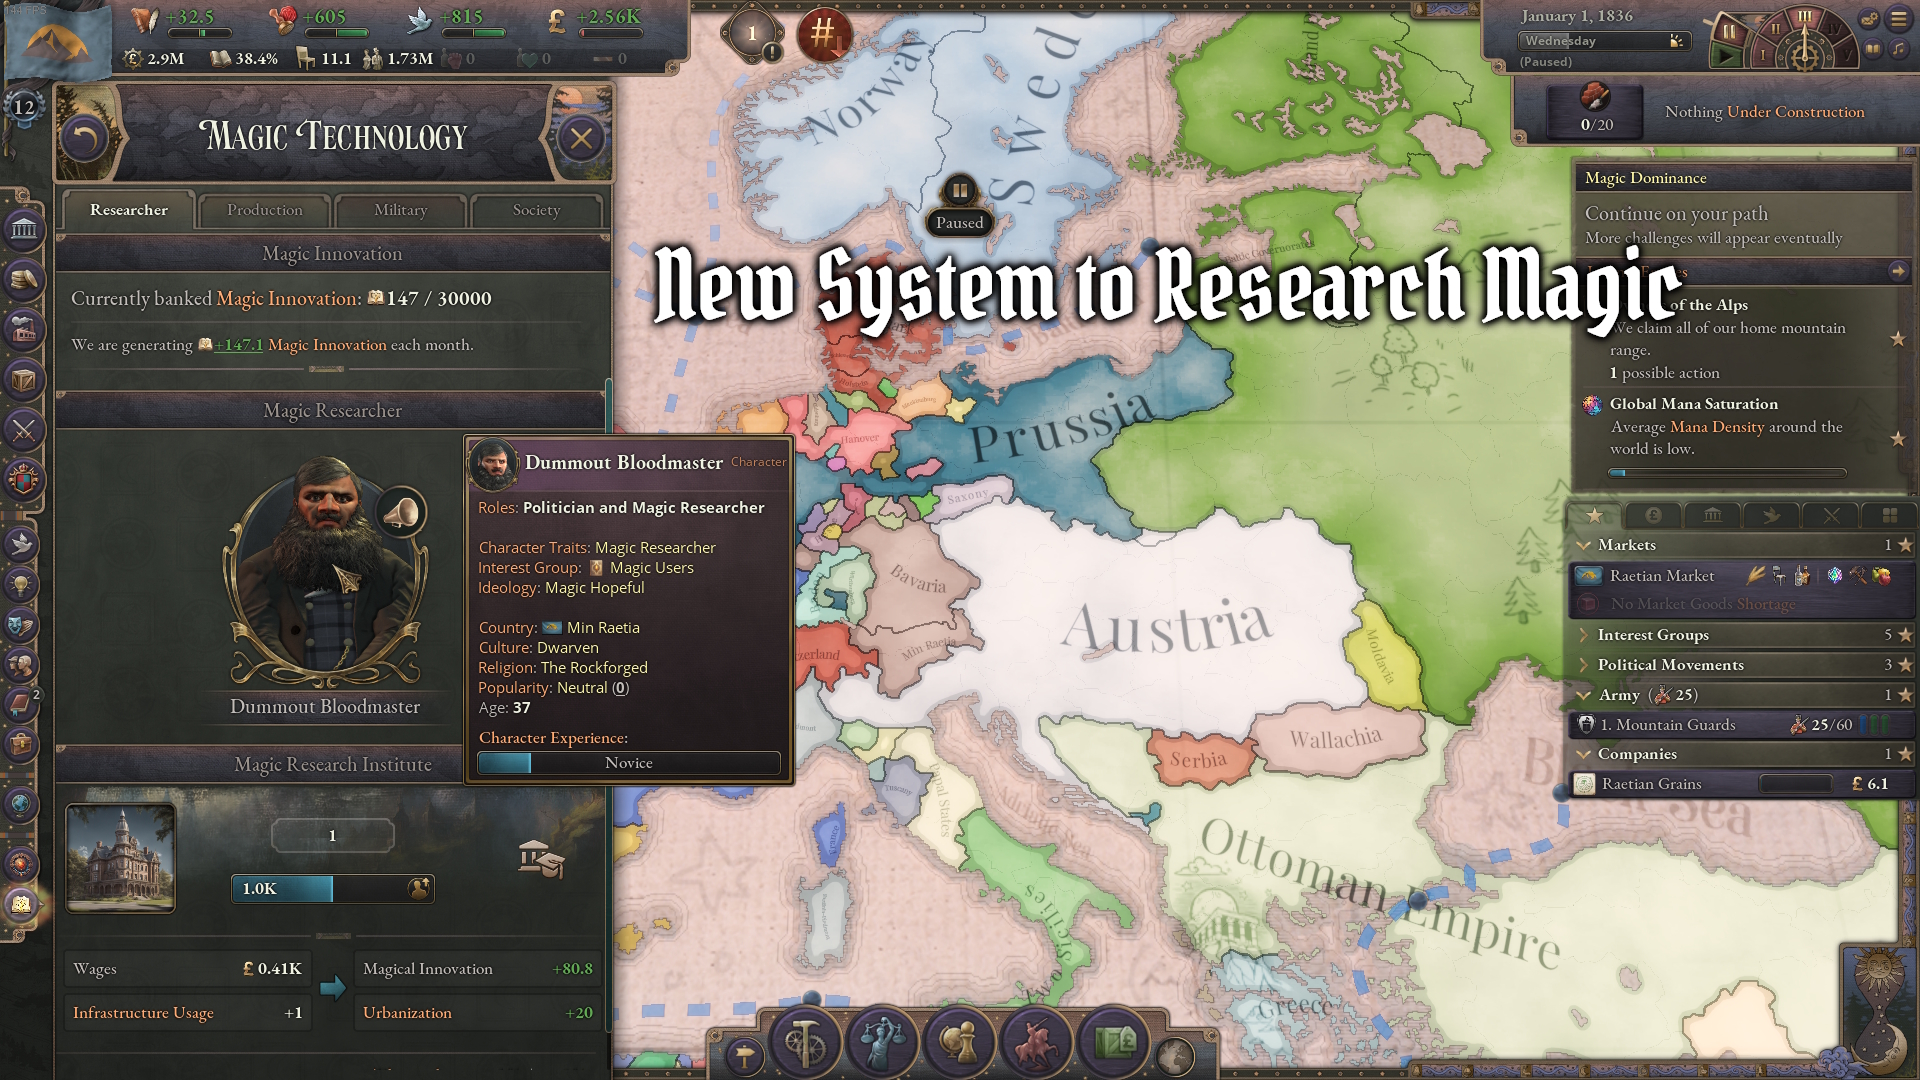 +32.5
+605
+815
+2.56K
2.9M
38.4%
11.1
1.73M
0
0
0
12
Magic Technology
Researcher
Production
Military
Society
Magic Innovation
Currently banked Magic Innovation: 147 / 30000
We are generating +147.1 Magic Innovation each month.
Magic Researcher
Dummout Bloodmaster
Magic Research Institute
1
1.0K
Wages
£ 0.41K
Magical Innovation
+80.8
Infrastructure Usage
+1
Urbanization
+20
2
Dummout Bloodmaster
Character
Roles: Politician and Magic Researcher
Character Traits: Magic Researcher
Interest Group: Magic Users
Ideology: Magic Hopeful
Country: Min Raetia
Culture: Dwarven
Religion: The Rockforged
Popularity: Neutral (0)
Age: 37
Character Experience:
Novice
1
#
Paused
New System to Research Magic
Norway
Swed
Prussia
Hanover
Saxony
Bavaria
Austria
Min Raetia
zerland
Moldavia
Serbia
Wallachia
Tuscany
Papal States
Adriatic Sea
Sicilies
Ottoman Empire
Greece
January 1, 1836
Wednesday
(Paused)
I
II
III
IV
V
0/20
Nothing Under Construction
Magic Dominance
Continue on your path
More challenges will appear eventually
of the Alps
We claim all of our home mountain
range.
1 possible action
Global Mana Saturation
Average Mana Density around the
world is low.
Markets
1
Raetian Market
No Market Goods Shortage
Interest Groups
5
Political Movements
3
Army (25)
1
1. Mountain Guards
25/60
Companies
1
Raetian Grains
£ 6.1